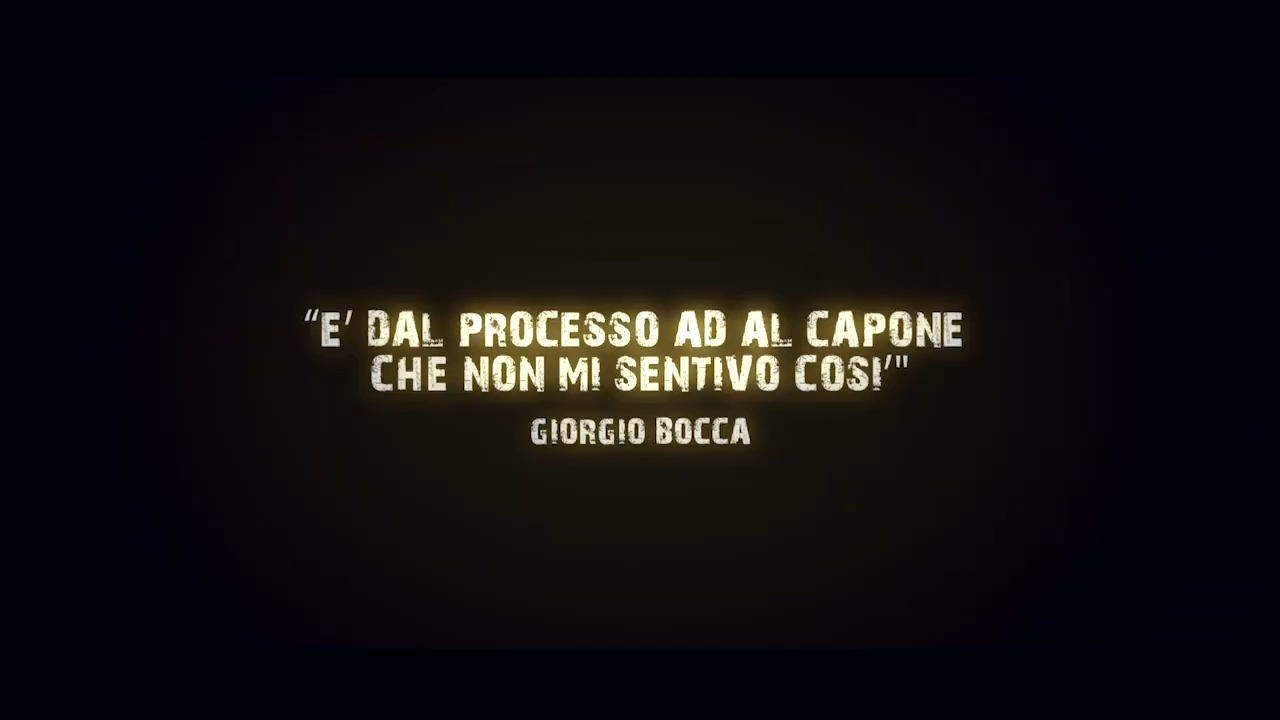 “E’ DAL PROCESSO AD AL CAPONE
CHE NON MI SENTIVO COSI’"
GIORGIO BOCCA